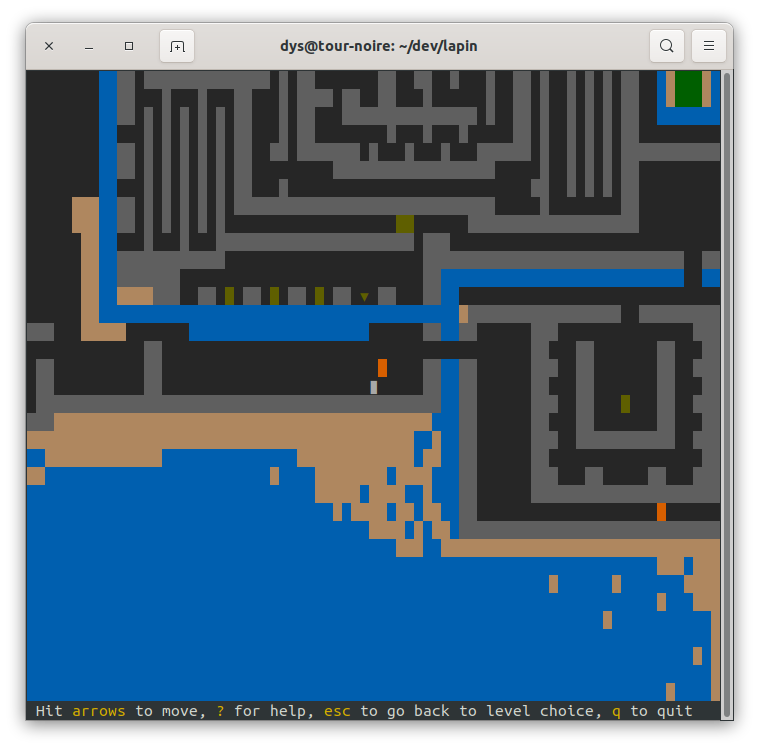 dys@tour-noire: ~/dev/lapin
Hit arrows to move, ? for help, esc to go back to level choice, q to quit